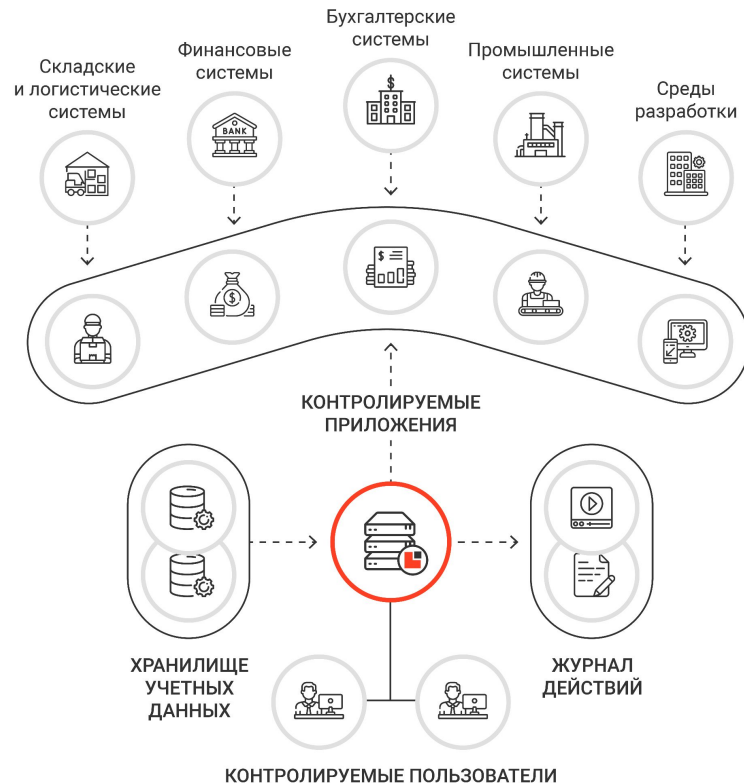 Складские
и логистические
системы
Финансовые
системы
Бухгалтерские
системы
Промышленные
системы
Среды
разработки
$
BANK
$
$
КОНТРОЛИРУЕМЫЕ
ПРИЛОЖЕНИЯ
ХРАНИЛИЩЕ
УЧЕТНЫХ
ДАННЫХ
ЖУРНАЛ
ДЕЙСТВИЙ
КОНТРОЛИРУЕМЫЕ ПОЛЬЗОВАТЕЛИ